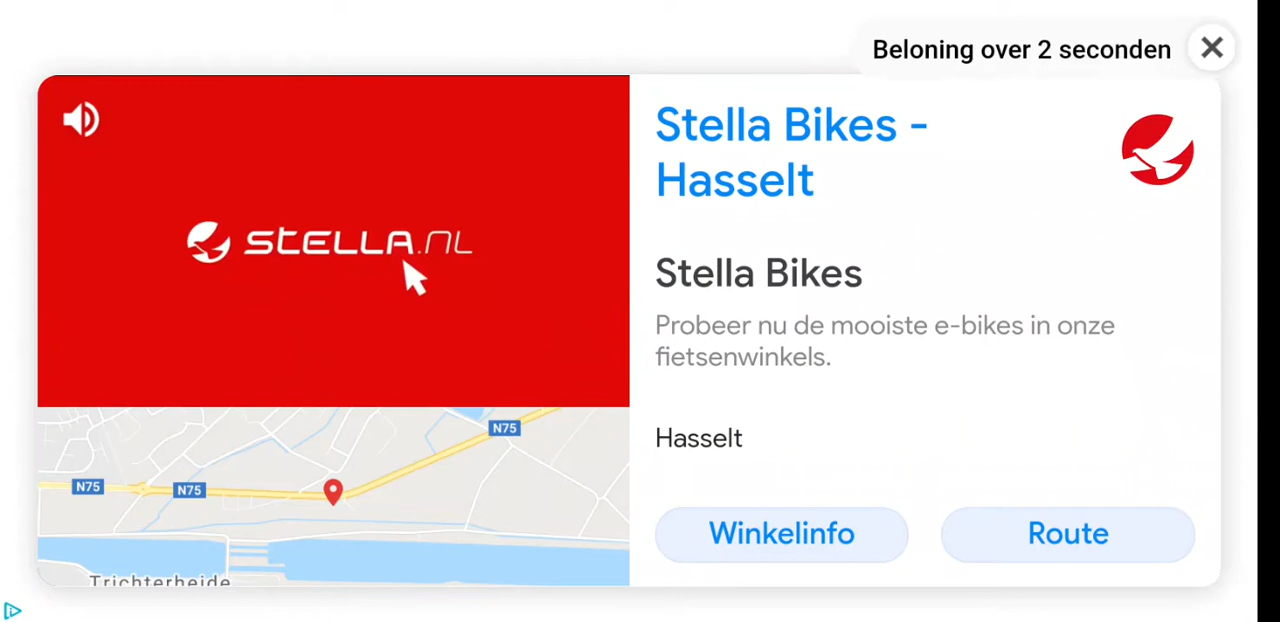 Beloning over 2 seconden
STELLA.NL
Stella Bikes -
Hasselt
Stella Bikes
Probeer nu de mooiste e-bikes in onze
fietsenwinkels.
Hasselt
Winkelinfo
Route
N75
N75
N75
Trichterheide